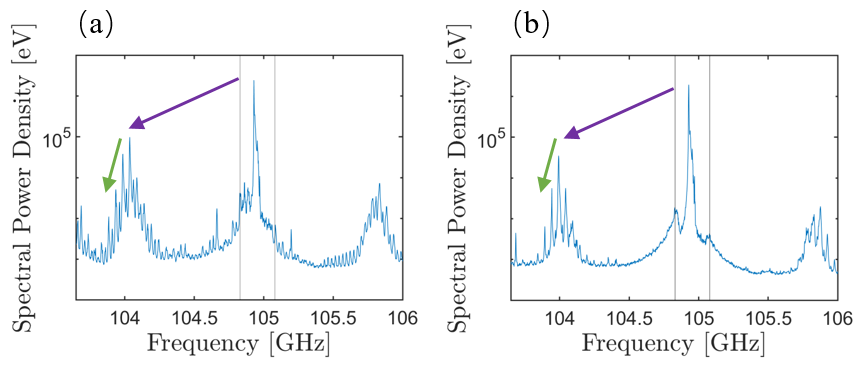 (a)
Spectral Power Density [eV]
10^5
104 104.5 105 105.5 106
Frequency [GHz]
(b)
Spectral Power Density [eV]
10^5
104 104.5 105 105.5 106
Frequency [GHz]